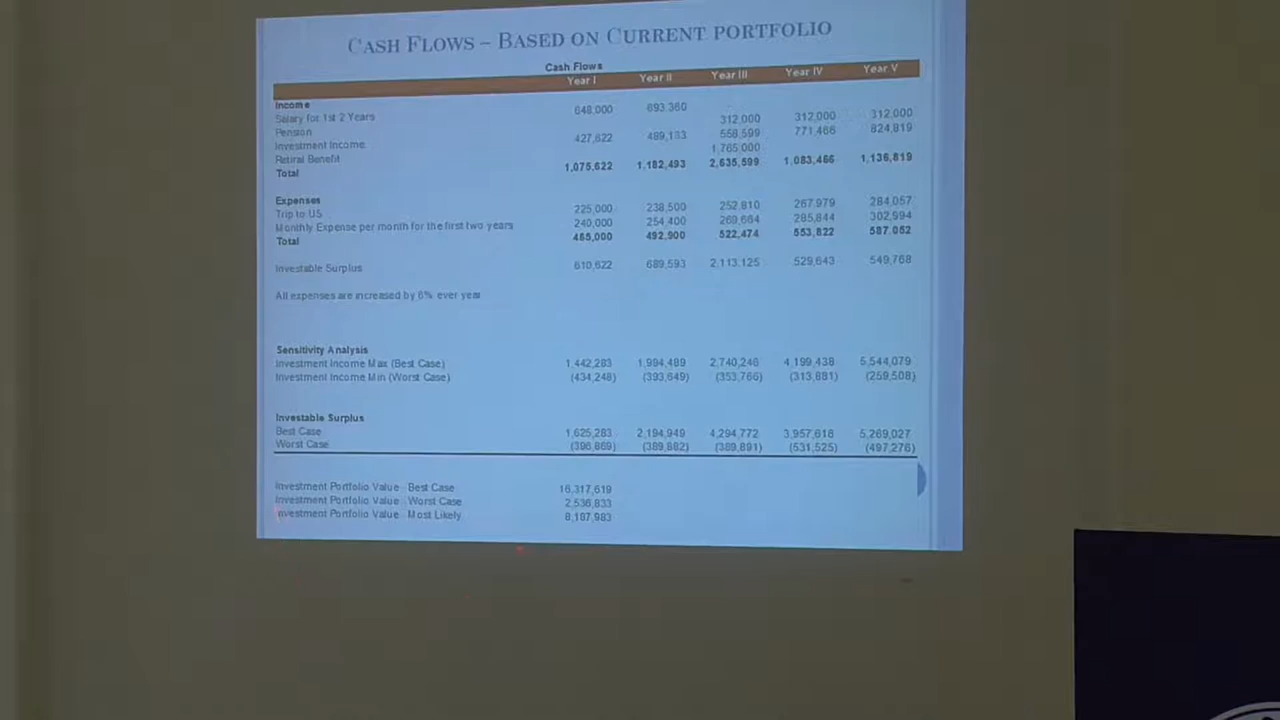 CASH FLOWS – BASED ON CURRENT PORTFOLIO
Cash Flows
Year I Year II Year III Year IV Year V
Income
Salary for 1st 2 Years 648,000 693,360
Pension 312,000 312,000 312,000
Investment Income 427,622 489,133 558,599 771,466 824,819
Retiral Benefit 1,765,000
Total 1,075,622 1,182,493 2,635,599 1,083,466 1,136,819
Expenses
Trip to US 225,000 238,500 252,810 267,979 284,057
Monthly Expense per month for the first two years 240,000 254,400 269,664 285,844 302,994
Total 465,000 492,900 522,474 553,822 587,052
Investable Surplus 610,622 689,593 2,113,125 529,643 549,768
All expenses are increased by 6% ever year
Sensitivity Analysis
Investment Income Max (Best Case) 1,442,283 1,994,489 2,740,246 4,199,438 5,544,079
Investment Income Min (Worst Case) (434,248) (393,649) (353,766) (313,881) (259,508)
Investable Surplus
Best Case 1,625,283 2,194,949 4,294,772 3,957,616 5,269,027
Worst Case (396,869) (389,882) (389,891) (531,525) (497,276)
Investment Portfolio Value Best Case 16,317,619
Investment Portfolio Value Worst Case 2,536,833
Investment Portfolio Value Most Likely 8,187,983